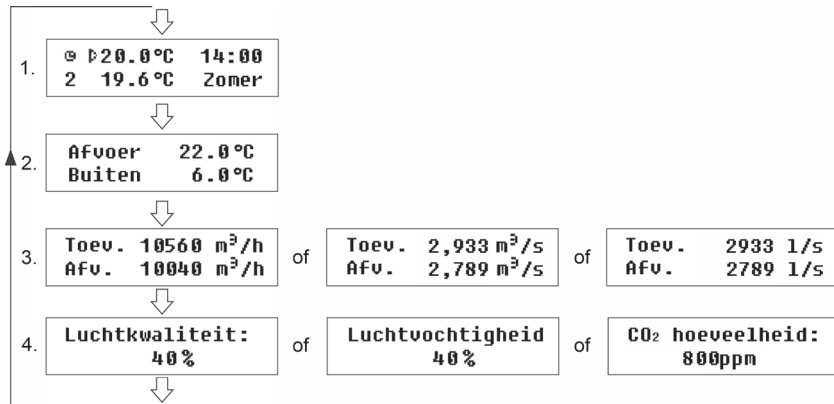 1.
20.0°C 14:00
2 19.6°C Zomer
2.
Afvoer 22.0°C
Buiten 6.0°C
3.
Toev. 10560 m³/h
Afv. 10040 m³/h
of
Toev. 2,933 m³/s
Afv. 2,789 m³/s
of
Toev. 2933 l/s
Afv. 2789 l/s
4.
Luchtkwaliteit:
40%
of
Luchtvochtigheid
40%
of
CO₂ hoeveelheid:
800ppm